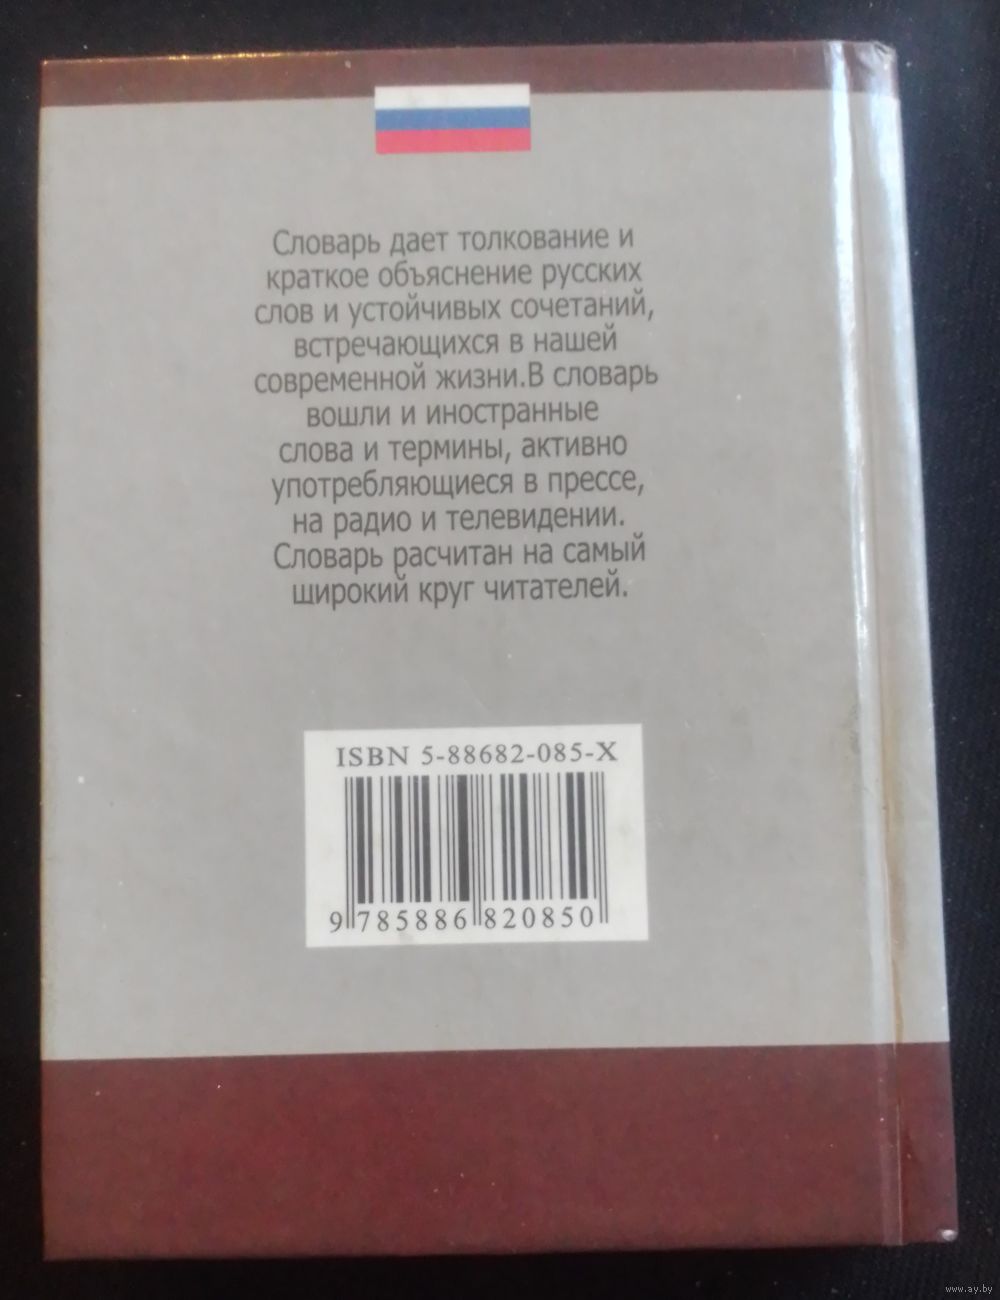 Словарь дает толкование и
краткое объяснение русских
слов и устойчивых сочетаний,
встречающихся в нашей
современной жизни.В словарь
вошли и иностранные
слова и термины, активно
употребляющиеся в прессе,
на радио и телевидении.
Словарь расчитан на самый
широкий круг читателей.
ISBN 5-88682-085-X
9 785886 820850
www.ay.by